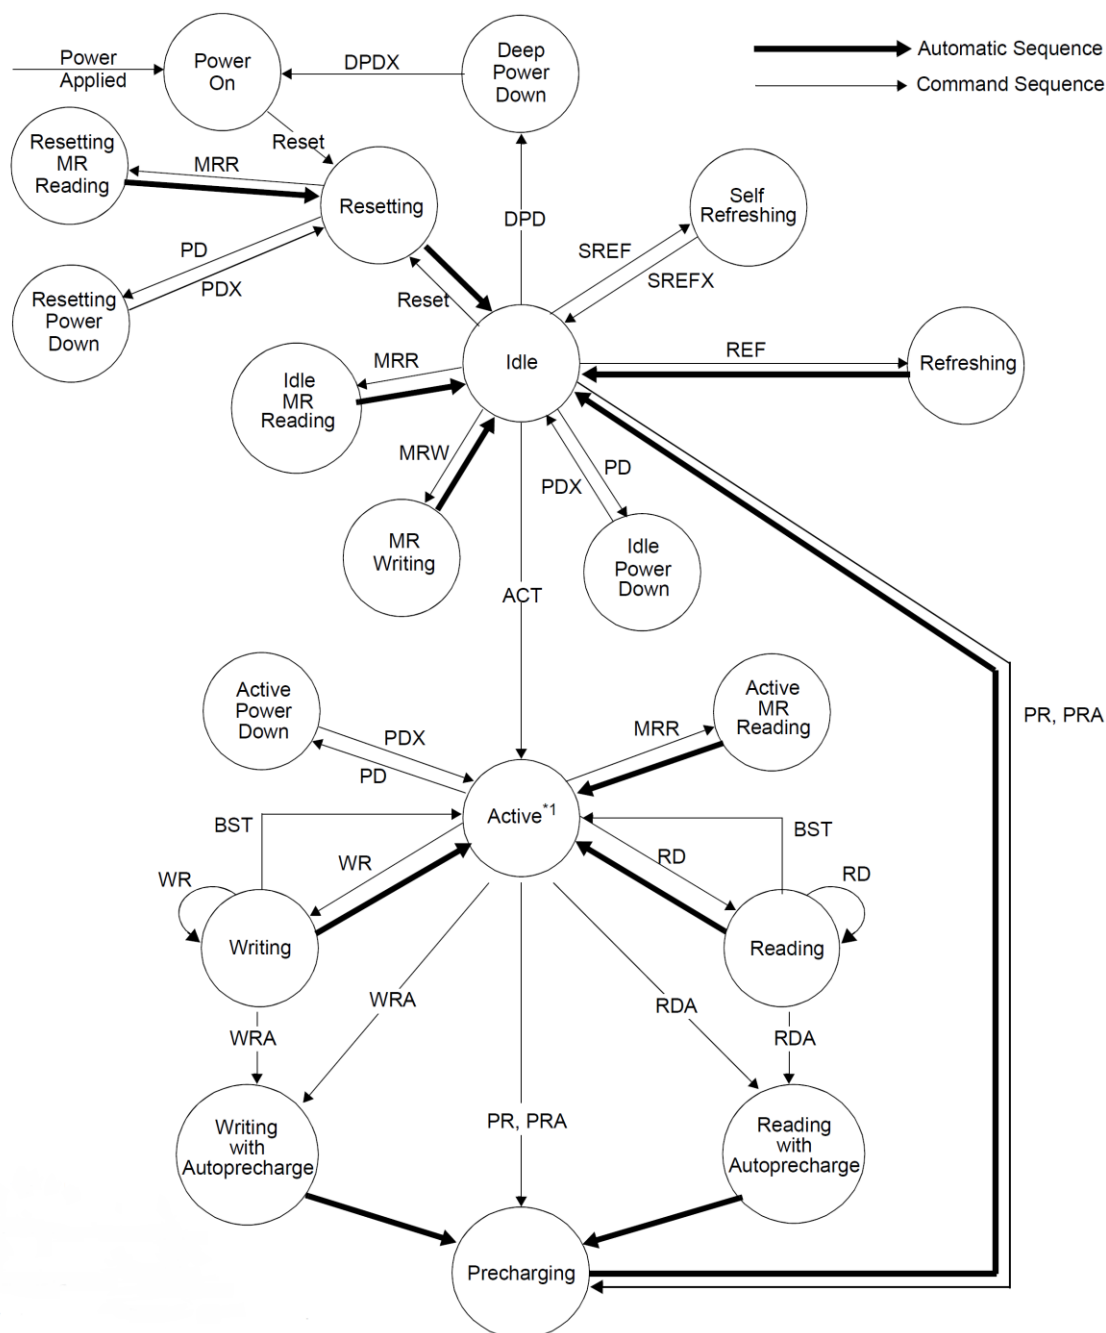 Power
Applied
Power
On
DPDX
Deep
Power
Down
Automatic Sequence
Command Sequence
Reset
Resetting
MR
Reading
MRR
Resetting
DPD
Self
Refreshing
SREF
SREFX
PD
PDX
Resetting
Power
Down
Reset
Idle
MRR
Idle
MR
Reading
REF
Refreshing
MRW
PD
PDX
MR
Writing
Idle
Power
Down
ACT
Active
Power
Down
PDX
PD
MRR
Active
MR
Reading
PR, PRA
Active*1
BST
WR
RD
BST
WR
RD
Writing
Reading
WRA
WRA
RDA
RDA
Writing
with
Autoprecharge
PR, PRA
Reading
with
Autoprecharge
Precharging